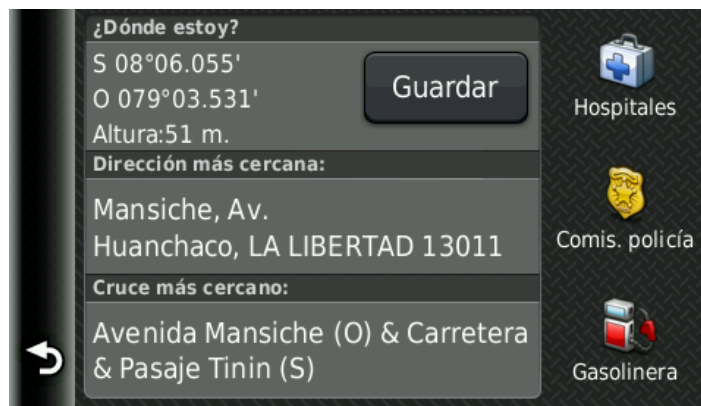 ¿Dónde estoy?
S 08°06.055'
O 079°03.531'
Altura:51 m.
Guardar
Dirección más cercana:
Mansiche, Av.
Huanchaco, LA LIBERTAD 13011
Cruce más cercano:
Avenida Mansiche (O) & Carretera
& Pasaje Tinin (S)
Hospitales
Comis. policía
Gasolinera